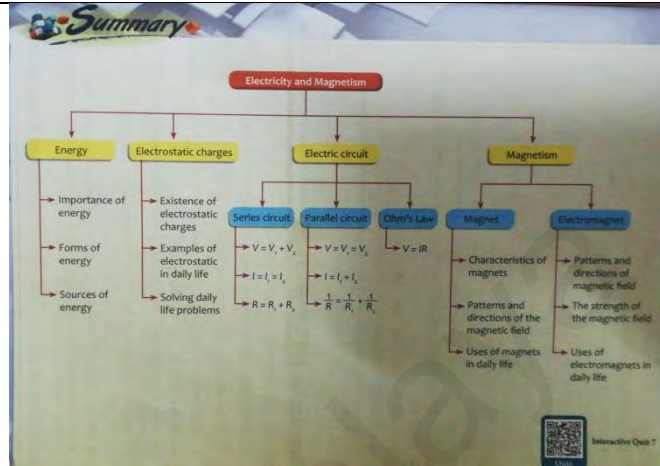 Summary
Electricity and Magnetism
Energy
Importance of
energy
Forms of
energy
Sources of
energy
Electrostatic charges
Existence of
electrostatic
charges
Examples of
electrostatic
in daily life
Solving daily
life problems
Electric circuit
Series circuit
V = V₁ + V₂
I = I₁ = I₂
R = R₁ + R₂
Parallel circuit
V = V₁ = V₂
I = I₁ + I₂
1/R = 1/R₁ + 1/R₂
Ohm's Law
V = IR
Magnetism
Magnet
Characteristics of
magnets
Patterns and
directions of the
magnetic field
Uses of magnets
in daily life
Electromagnet
Patterns and
directions of
magnetic field
The strength of
the magnetic field
Uses of
electromagnets in
daily life
Interactive Quiz 7
Quiz